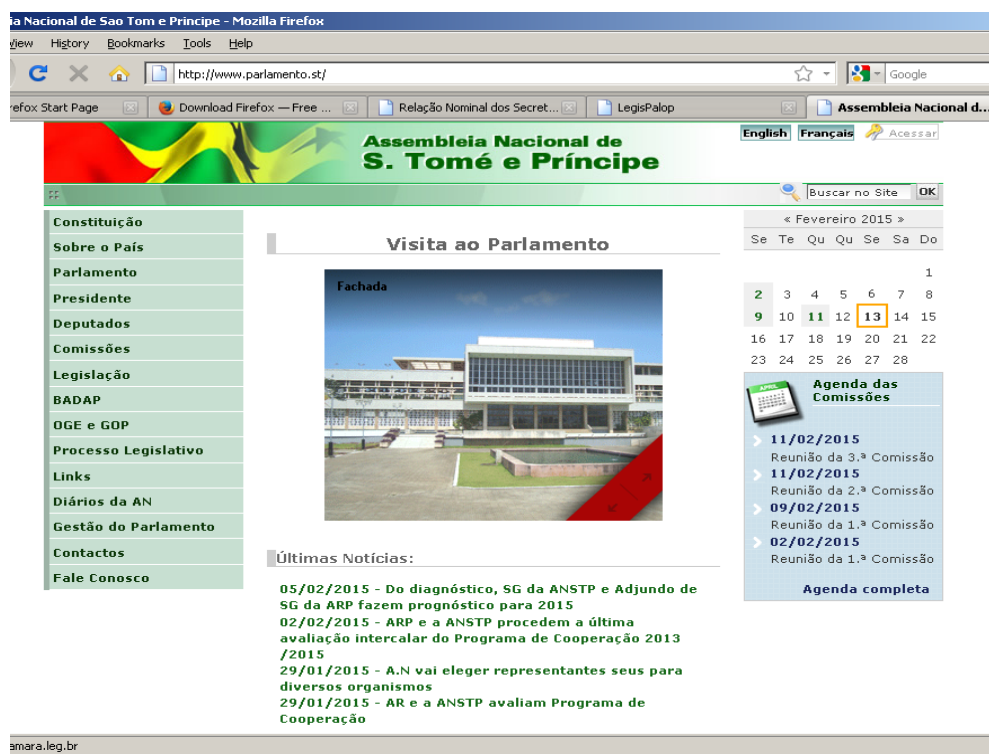 ia Nacional de Sao Tom e Principe - Mozilla Firefox
View History Bookmarks Tools Help
http://www.parlamento.st/
Google
refox Start Page
Download Firefox — Free ...
Relação Nominal dos Secret...
LegisPalop
Assembleia Nacional d...
Assembleia Nacional de
S. Tomé e Príncipe
English Français Acessar
Buscar no Site OK
Constituição
Sobre o País
Parlamento
Presidente
Deputados
Comissões
Legislação
BADAP
OGE e GOP
Processo Legislativo
Links
Diários da AN
Gestão do Parlamento
Contactos
Fale Conosco
Visita ao Parlamento
Fachada
Últimas Notícias:
05/02/2015 - Do diagnóstico, SG da ANSTP e Adjundo de
SG da ARP fazem prognóstico para 2015
02/02/2015 - ARP e a ANSTP procedem a última
avaliação intercalar do Programa de Cooperação 2013
/2015
29/01/2015 - A.N vai eleger representantes seus para
diversos organismos
29/01/2015 - AR e a ANSTP avaliam Programa de
Cooperação
« Fevereiro 2015 »
Se Te Qu Qu Se Sa Do
1
2 3 4 5 6 7 8
9 10 11 12 13 14 15
16 17 18 19 20 21 22
23 24 25 26 27 28
APRIL
Agenda das
Comissões
11/02/2015
Reunião da 3.ª Comissão
11/02/2015
Reunião da 2.ª Comissão
09/02/2015
Reunião da 1.ª Comissão
02/02/2015
Reunião da 1.ª Comissão
Agenda completa
amara.leg.br